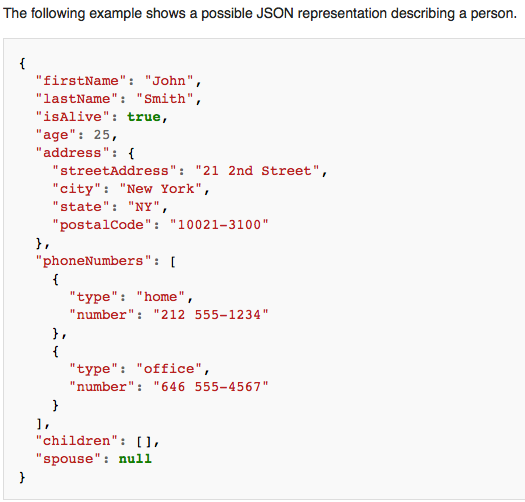 The following example shows a possible JSON representation describing a person.
{
  "firstName": "John",
  "lastName": "Smith",
  "isAlive": true,
  "age": 25,
  "address": {
    "streetAddress": "21 2nd Street",
    "city": "New York",
    "state": "NY",
    "postalCode": "10021-3100"
  },
  "phoneNumbers": [
    {
      "type": "home",
      "number": "212 555-1234"
    },
    {
      "type": "office",
      "number": "646 555-4567"
    }
  ],
  "children": [],
  "spouse": null
}